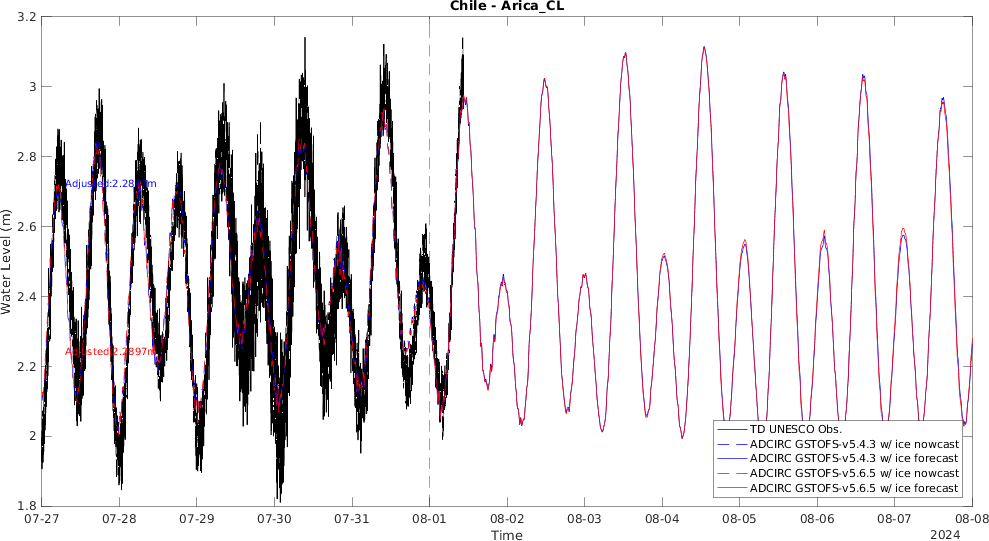 Chile - Arica_CL
3.2
3
2.8
2.6
2.4
2.2
2
1.8
Water Level (m)
Adjusted:2.2897m
TD UNESCO Obs.
ADCIRC GSTOFS-v5.4.3 w/ ice nowcast
ADCIRC GSTOFS-v5.4.3 w/ ice forecast
ADCIRC GSTOFS-v5.6.5 w/ ice nowcast
ADCIRC GSTOFS-v5.6.5 w/ ice forecast
07-27 07-28 07-29 07-30 07-31 08-01 08-02 08-03 08-04 08-05 08-06 08-07 08-08
Time
2024